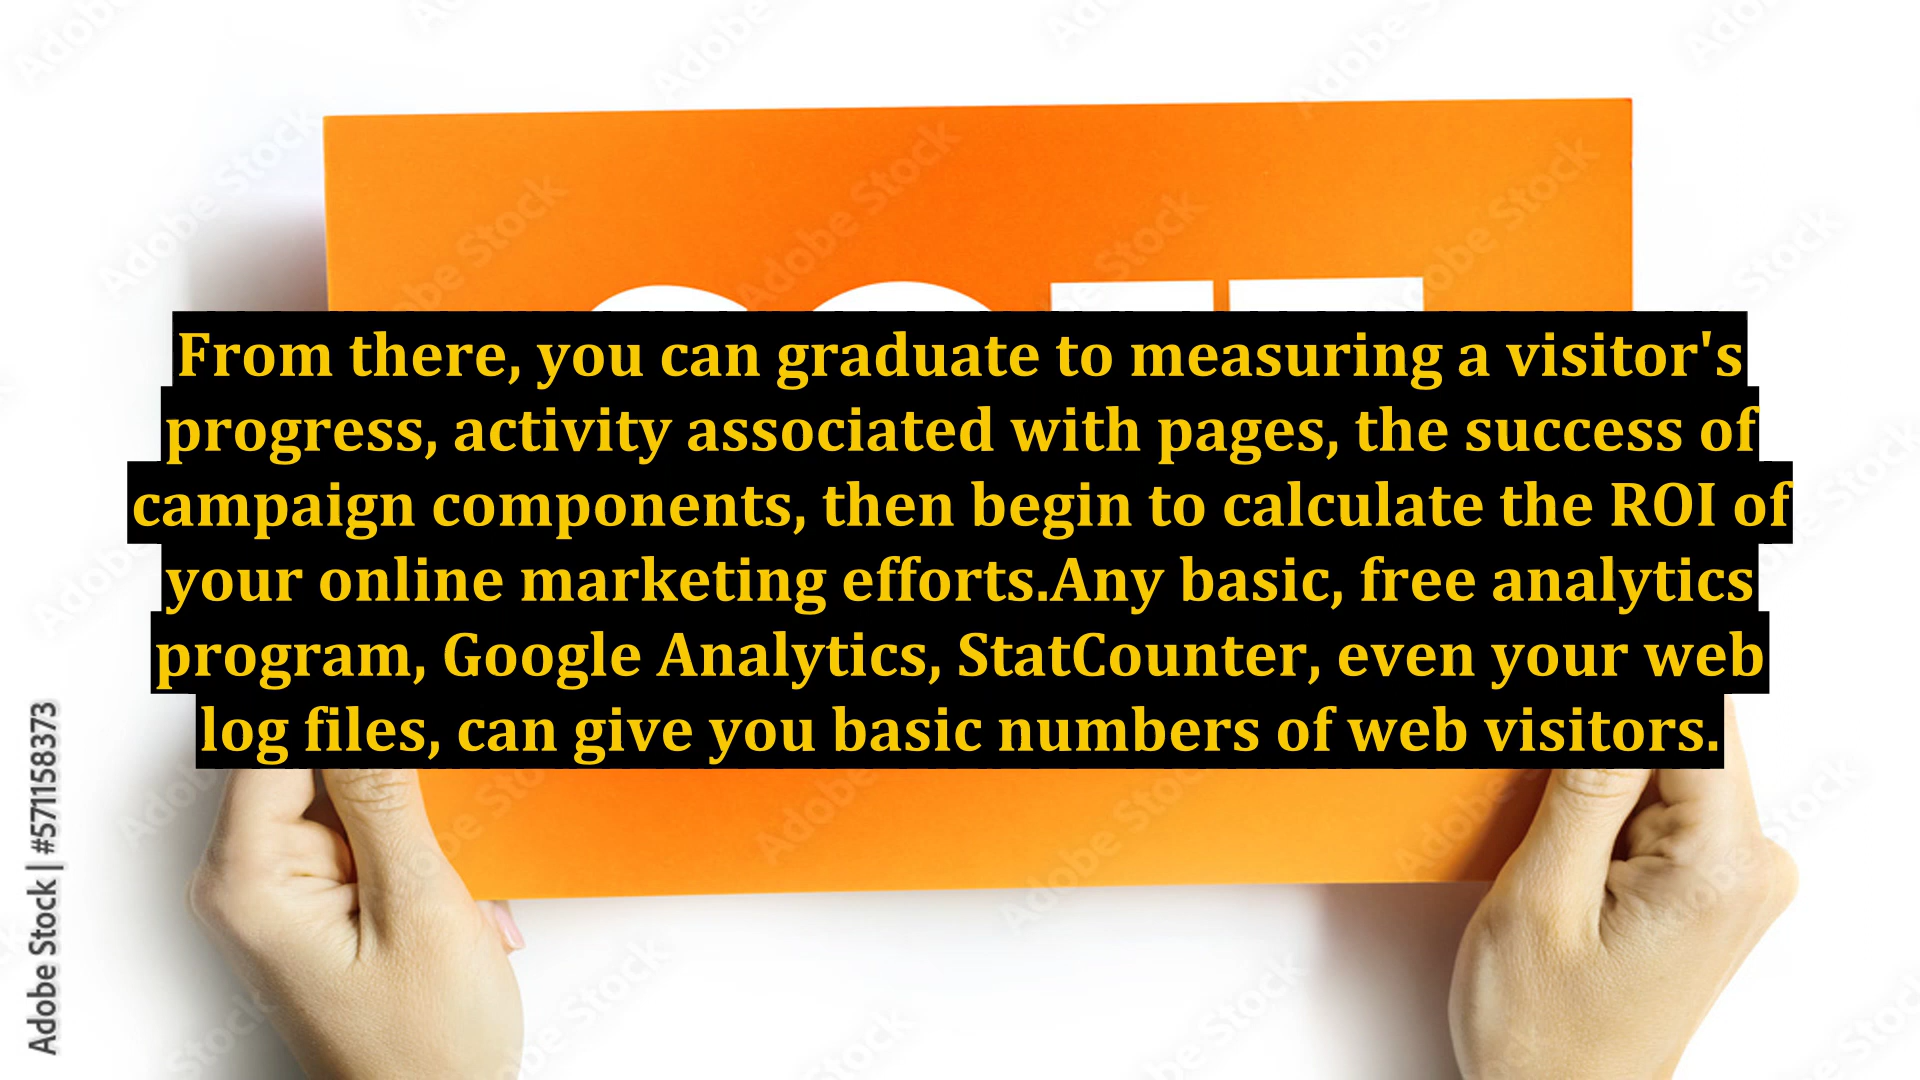 From there, you can graduate to measuring a visitor's
progress, activity associated with pages, the success of
campaign components, then begin to calculate the ROI of
your online marketing efforts.Any basic, free analytics
program, Google Analytics, StatCounter, even your web
log files, can give you basic numbers of web visitors.
Adobe Stock | #571158373
Adobe Stock